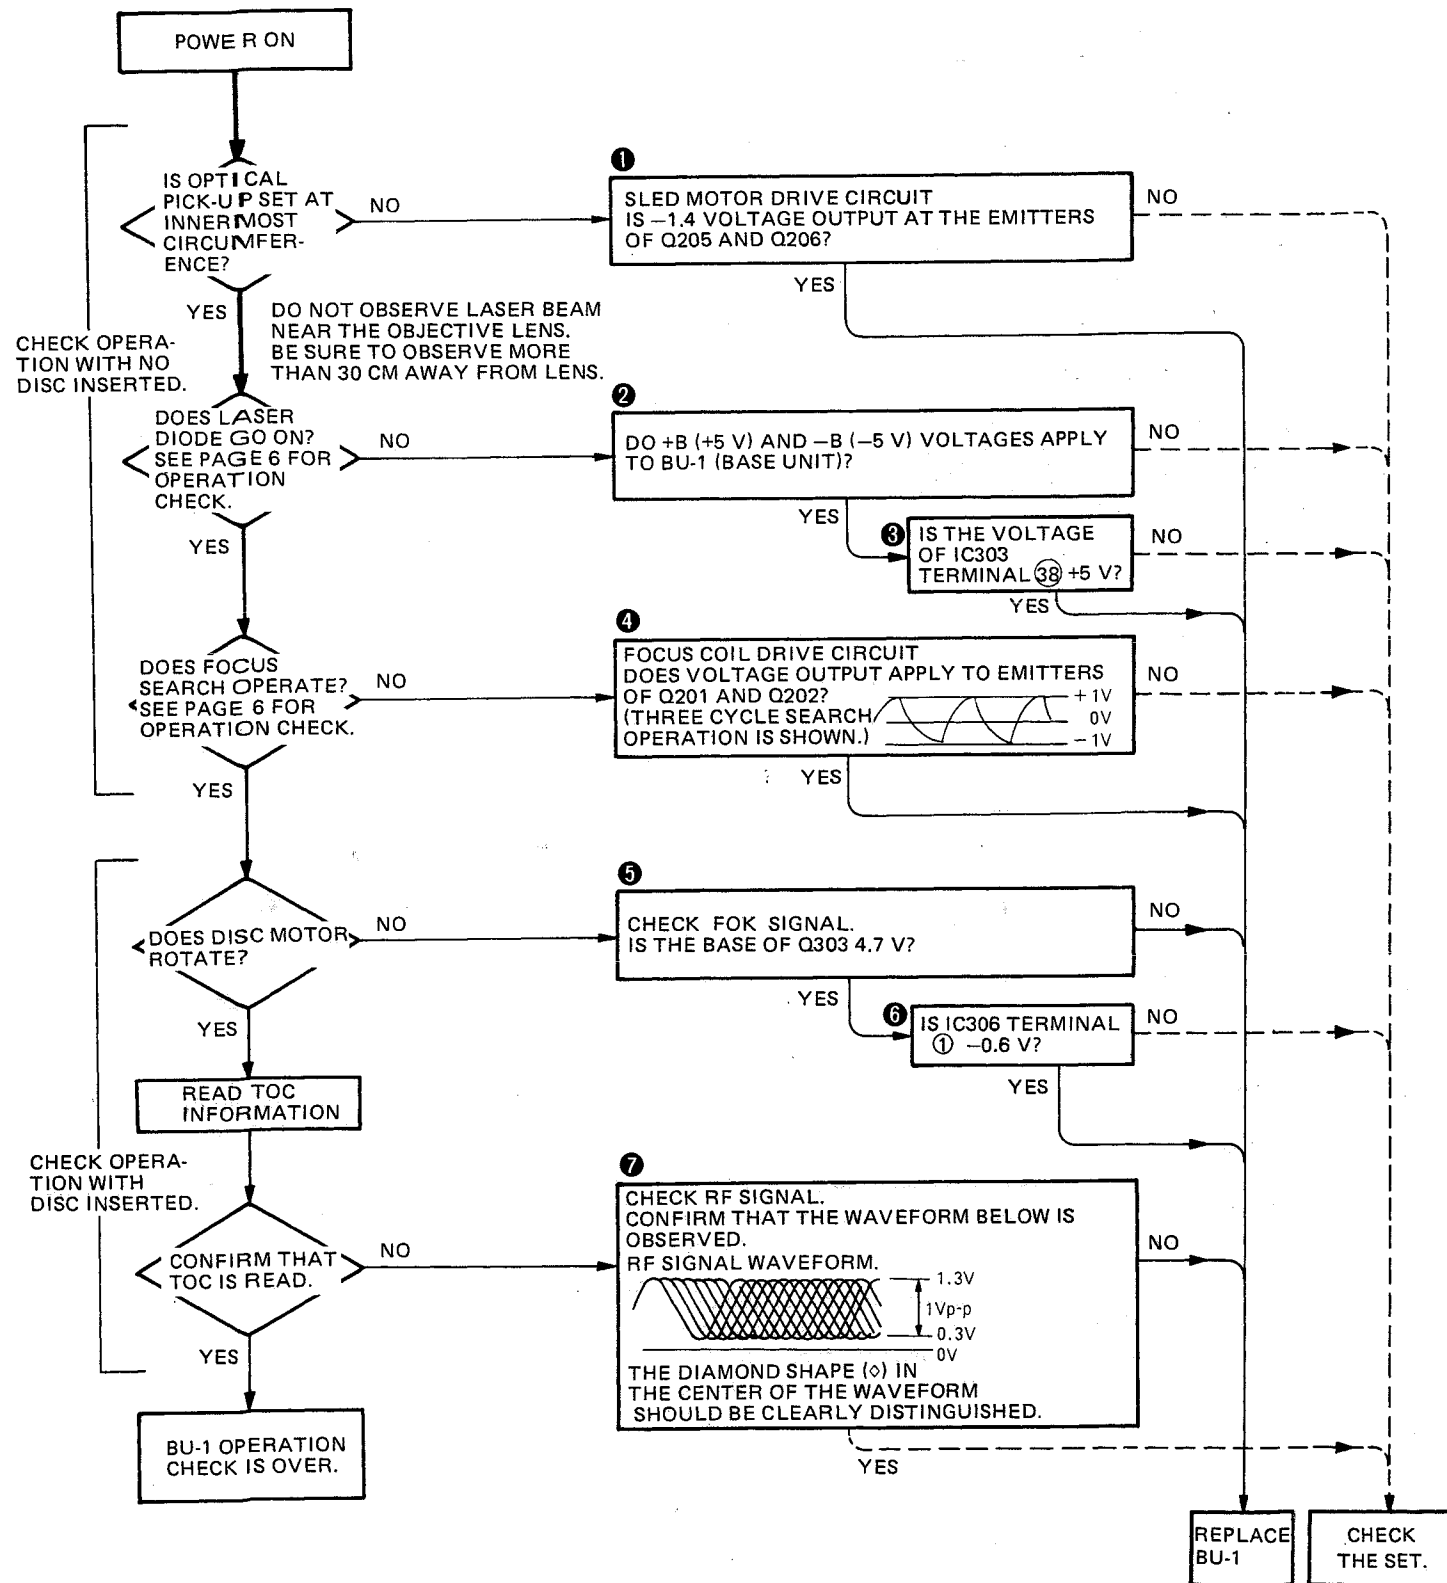 POWER ON
IS OPTICAL
PICK-UP SET AT
INNERMOST
CIRCUMFER-
ENCE?
NO
YES
❶
SLED MOTOR DRIVE CIRCUIT
IS −1.4 VOLTAGE OUTPUT AT THE EMITTERS
OF Q205 AND Q206?
NO
YES
DO NOT OBSERVE LASER BEAM
NEAR THE OBJECTIVE LENS.
BE SURE TO OBSERVE MORE
THAN 30 CM AWAY FROM LENS.
CHECK OPERA-
TION WITH NO
DISC INSERTED.
DOES LASER
DIODE GO ON?
SEE PAGE 6 FOR
OPERATION
CHECK.
NO
YES
❷
DO +B (+5 V) AND −B (−5 V) VOLTAGES APPLY
TO BU-1 (BASE UNIT)?
NO
YES
❸
IS THE VOLTAGE
OF IC303
TERMINAL ㊳ +5 V?
NO
YES
DOES FOCUS
SEARCH OPERATE?
SEE PAGE 6 FOR
OPERATION CHECK.
NO
YES
❹
FOCUS COIL DRIVE CIRCUIT
DOES VOLTAGE OUTPUT APPLY TO EMITTERS
OF Q201 AND Q202?
(THREE CYCLE SEARCH
OPERATION IS SHOWN.)
+1V
0V
−1V
NO
YES
DOES DISC MOTOR
ROTATE?
NO
YES
❺
CHECK FOK SIGNAL.
IS THE BASE OF Q303 4.7 V?
NO
YES
❻
IS IC306 TERMINAL
① −0.6 V?
NO
YES
READ TOC
INFORMATION
CHECK OPERA-
TION WITH
DISC INSERTED.
CONFIRM THAT
TOC IS READ.
NO
YES
❼
CHECK RF SIGNAL.
CONFIRM THAT THE WAVEFORM BELOW IS
OBSERVED.
RF SIGNAL WAVEFORM.
1.3V
1Vp-p
0.3V
0V
THE DIAMOND SHAPE (◇) IN
THE CENTER OF THE WAVEFORM
SHOULD BE CLEARLY DISTINGUISHED.
NO
YES
BU-1 OPERATION
CHECK IS OVER.
REPLACE
BU-1
CHECK
THE SET.